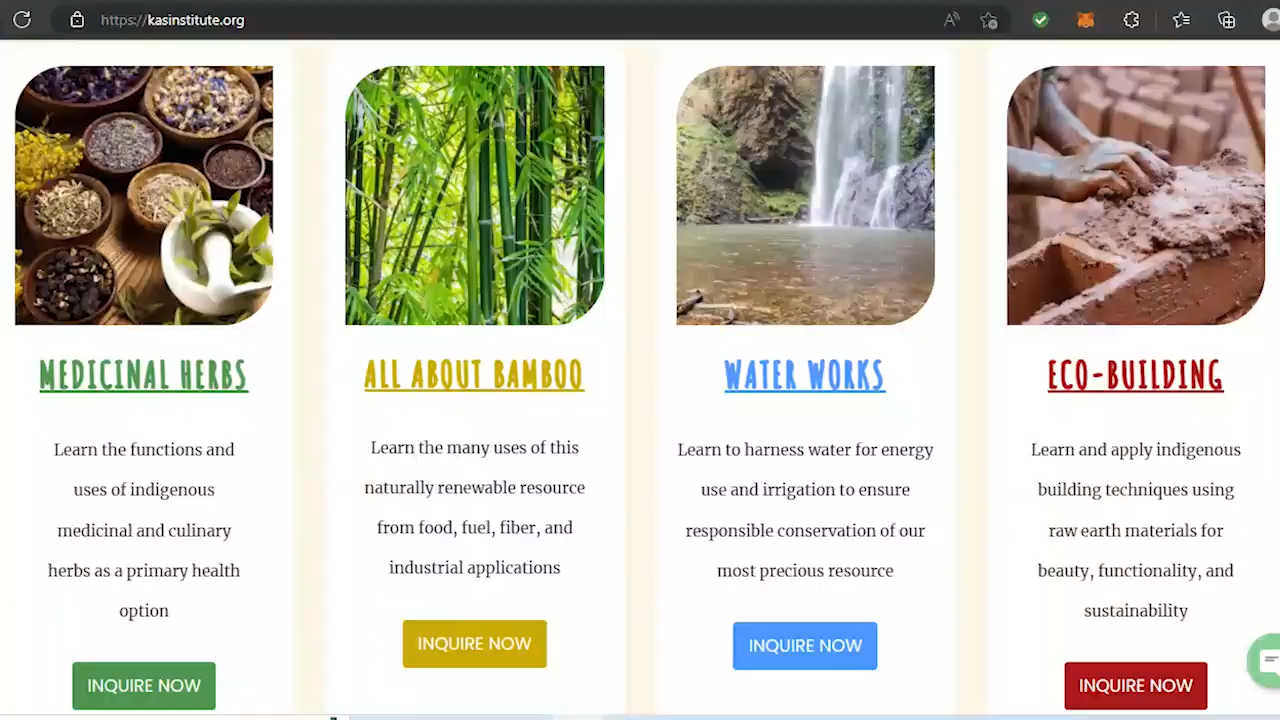 https://kasinstitute.org
MEDICINAL HERBS
Learn the functions and
uses of indigenous
medicinal and culinary
herbs as a primary health
option
INQUIRE NOW
ALL ABOUT BAMBOO
Learn the many uses of this
naturally renewable resource
from food, fuel, fiber, and
industrial applications
INQUIRE NOW
WATER WORKS
Learn to harness water for energy
use and irrigation to ensure
responsible conservation of our
most precious resource
INQUIRE NOW
ECO-BUILDING
Learn and apply indigenous
building techniques using
raw earth materials for
beauty, functionality, and
sustainability
INQUIRE NOW